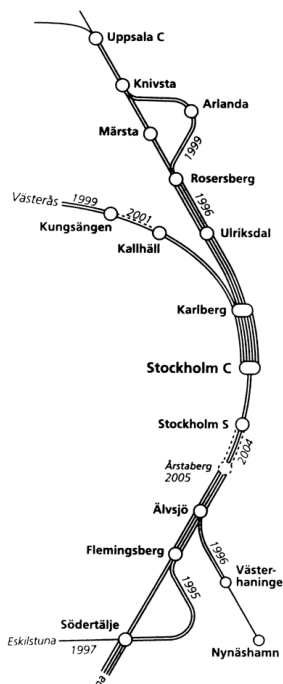 Uppsala C
Knivsta
Arlanda
Märsta
1999
Rosersberg
1996
Västerås
1999
2001
Kungsängen
Kallhäll
Ulriksdal
Karlberg
Stockholm C
Stockholm S
2004
Årstaberg
2005
Älvsjö
Flemingsberg
1996
Väster-
haninge
1995
Södertälje
Eskilstuna
1997
Nynäshamn